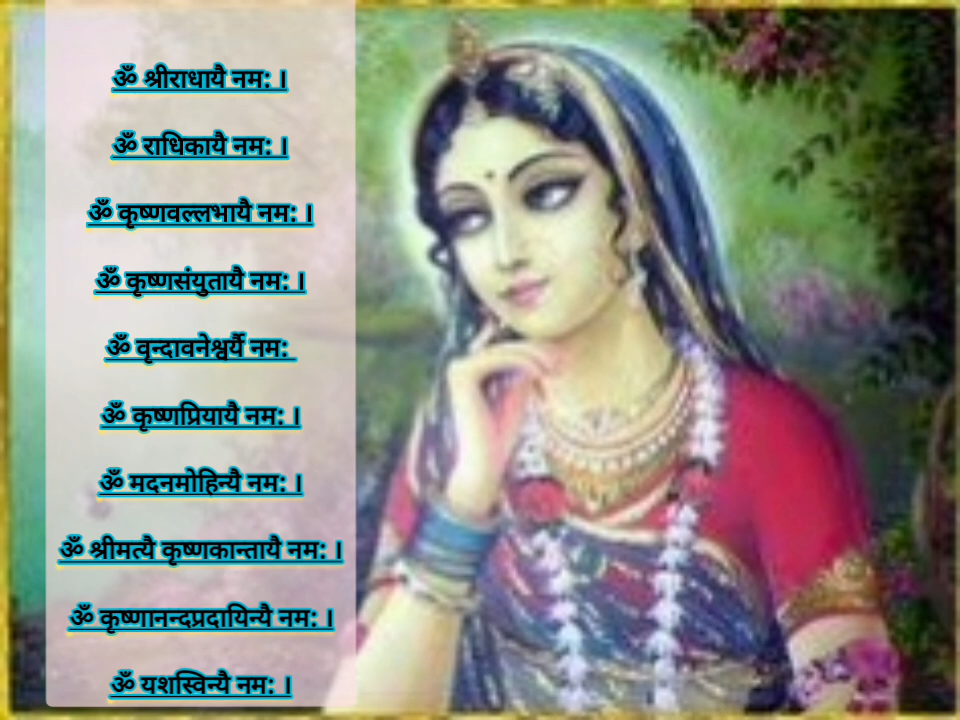 ॐ श्रीराधायै नम: ।
ॐ राधिकायै नम: ।
ॐ कृष्णवल्लभायै नम: ।
ॐ कृष्णसंयुतायै नम: ।
ॐ वृन्दावनेश्वर्यै नम:
ॐ कृष्णप्रियायै नम: ।
ॐ मदनमोहिन्यै नम: ।
ॐ श्रीमत्यै कृष्णकान्तायै नम: ।
ॐ कृष्णानन्दप्रदायिन्यै नम: ।
ॐ यशस्विन्यै नम: ।